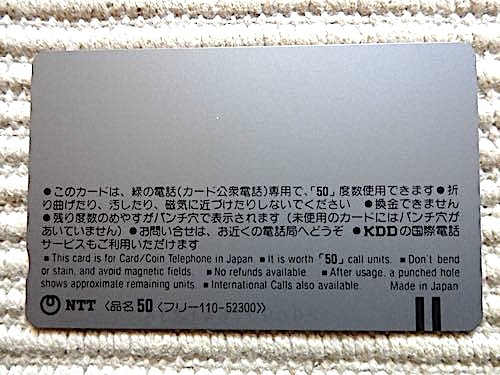 ●このカードは、緑の電話(カード公衆電話)専用で、「50」度数使用できます●折
り曲げたり、汚したり、磁気に近づけたりしないでください　●換金できません
●残り度数のめやすがパンチ穴で表示されます（未使用のカードにはパンチ穴が
あいていません）●お問い合せは、お近くの電話局へどうぞ　●KDDの国際電話
サービスもご利用いただけます
■This card is for Card/Coin Telephone in Japan. ■It is worth「50」call units. ■Don't bend
or stain, and avoid magnetic fields. ■No refunds available. ■After usage, a punched hole
shows approximate remaining units. ■International Calls also available. Made in Japan
NTT 〈品名 50〈フリー110-52300〉〉